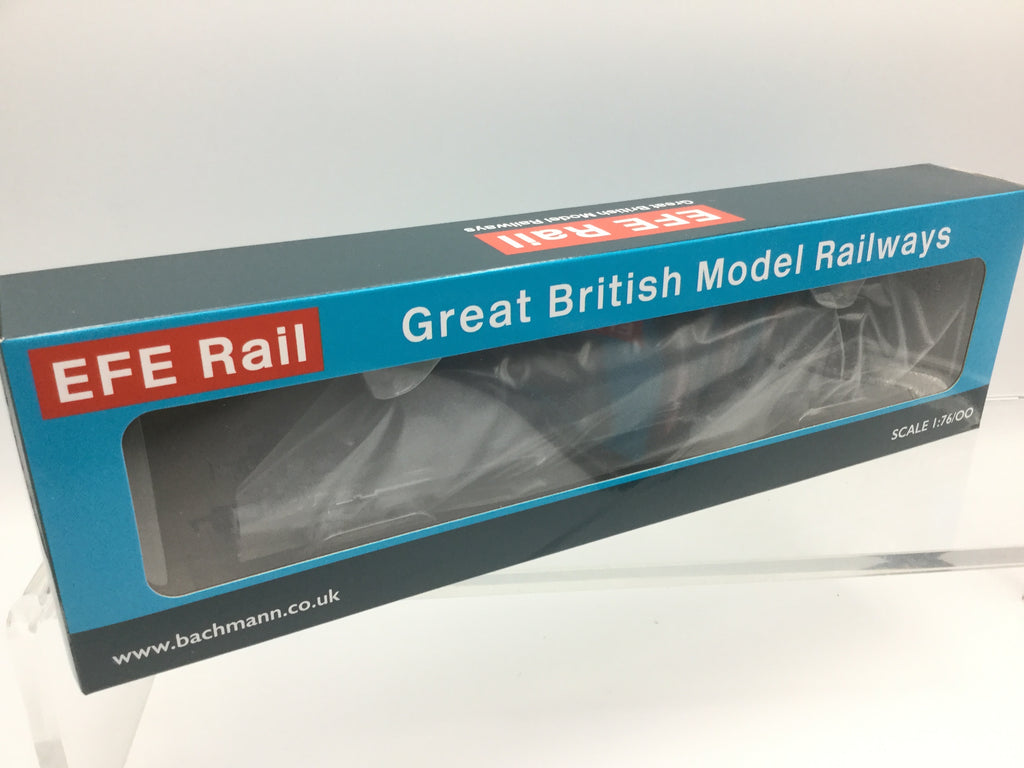 EFE Rail
Great British Model Railways
EFE Rail
Great British Model Railways
SCALE 1:76/OO
www.bachmann.co.uk